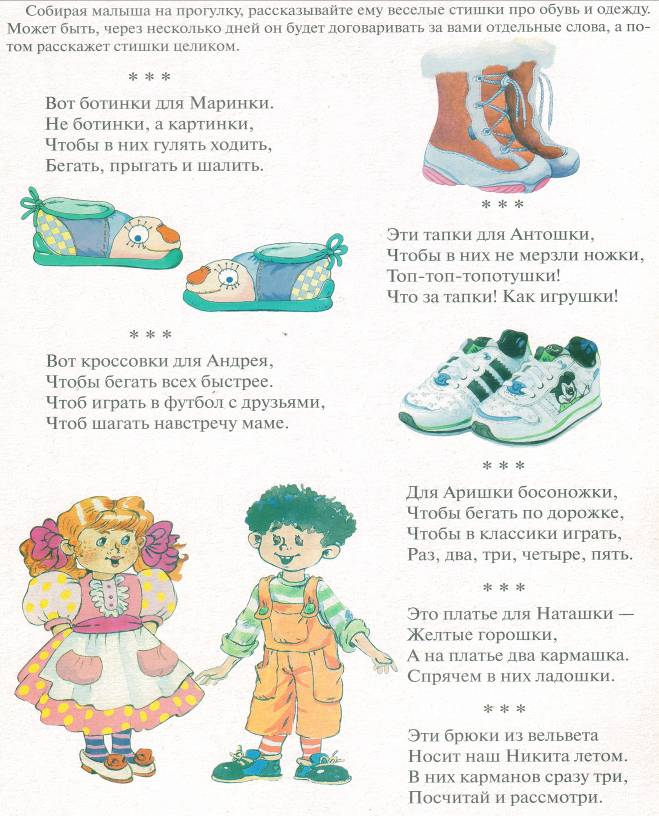 Собирая малыша на прогулку, рассказывайте ему веселые стишки про обувь и одежду.
Может быть, через несколько дней он будет договаривать за вами отдельные слова, а по-
том расскажет стишки целиком.
* * *
Вот ботинки для Маринки.
Не ботинки, а картинки,
Чтобы в них гулять ходить,
Бегать, прыгать и шалить.
* * *
Эти тапки для Антошки,
Чтобы в них не мерзли ножки,
Топ-топ-топотушки!
Что за тапки! Как игрушки!
* * *
Вот кроссовки для Андрея,
Чтобы бегать всех быстрее.
Чтоб играть в футбол с друзьями,
Чтоб шагать навстречу маме.
* * *
Для Аришки босоножки,
Чтобы бегать по дорожке,
Чтобы в классики играть,
Раз, два, три, четыре, пять.
* * *
Это платье для Наташки —
Желтые горошки,
А на платье два кармашка.
Спрячем в них ладошки.
* * *
Эти брюки из вельвета
Носит наш Никита летом.
В них карманов сразу три,
Посчитай и рассмотри.